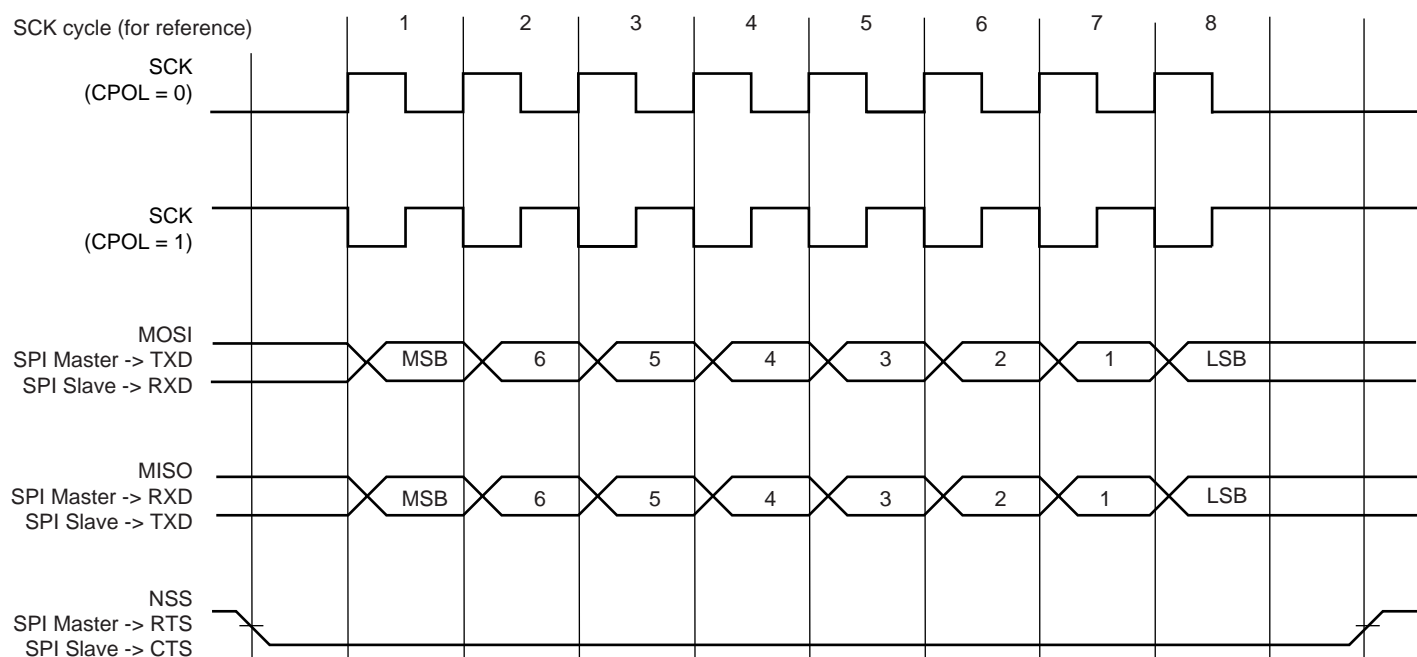 SCK cycle (for reference) 1 2 3 4 5 6 7 8
SCK
(CPOL = 0)
SCK
(CPOL = 1)
MOSI
SPI Master -> TXD
SPI Slave -> RXD
MSB 6 5 4 3 2 1 LSB
MISO
SPI Master -> RXD
SPI Slave -> TXD
MSB 6 5 4 3 2 1 LSB
NSS
SPI Master -> RTS
SPI Slave -> CTS